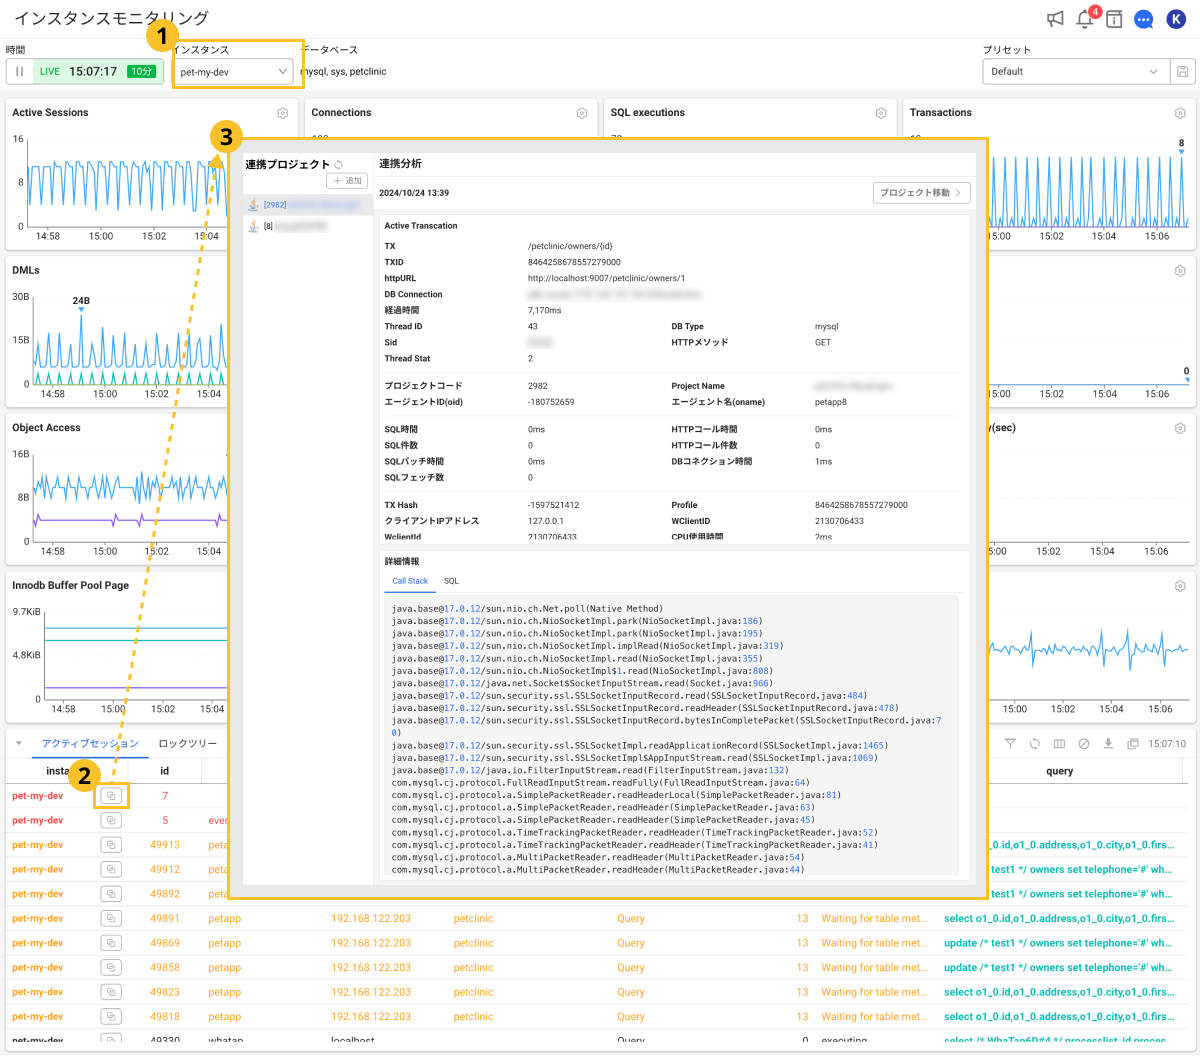 インスタンスモニタリング
4
K
1
時間
インスタンス
データベース
プリセット
LIVE 15:07:17 10分
pet-my-dev
mysql, sys, petclinic
Default
Active Sessions
Connections
SQL executions
Transactions
16
8
0
14:58 15:00 15:02 15:04
8
15:00 15:02 15:04 15:06
3
DMLs
30B
24B
15B
0
14:58 15:00 15:02 15:04
0
15:00 15:02 15:04 15:06
Object Access
y(sec)
16B
8B
0
14:58 15:00 15:02 15:04
15:00 15:02 15:04 15:06
Innodb Buffer Pool Page
9.7KiB
4.8KiB
0
14:58 15:00 15:02 15:04
15:00 15:02 15:04 15:06
連携プロジェクト
追加
[2982]
[8]
連携分析
2024/10/24 13:39
プロジェクト移動
Active Transcation
TX /petclinic/owners/{id}
TXID 8464258678557279000
httpURL http://localhost:9007/petclinic/owners/1
DB Connection
経過時間 7,170ms
Thread ID 43 DB Type mysql
Sid HTTPメソッド GET
Thread Stat 2
プロジェクトコード 2982 Project Name
エージェントID(oid) -180752659 エージェント名(oname) petapp8
SQL時間 0ms HTTPコール時間 0ms
SQL件数 0 HTTPコール件数 0
SQLパッチ時間 0ms DBコネクション時間 1ms
SQLフェッチ数 0
TX Hash -1597521412 Profile 8464258678557279000
クライアントIPアドレス 127.0.0.1 WClientID 2130706433
WclientId 2130706433 CPU使用時間 2ms
詳細情報
Call Stack SQL
java.base@17.0.12/sun.nio.ch.Net.poll(Native Method)
java.base@17.0.12/sun.nio.ch.NioSocketImpl.park(NioSocketImpl.java:186)
java.base@17.0.12/sun.nio.ch.NioSocketImpl.park(NioSocketImpl.java:195)
java.base@17.0.12/sun.nio.ch.NioSocketImpl.implRead(NioSocketImpl.java:319)
java.base@17.0.12/sun.nio.ch.NioSocketImpl.read(NioSocketImpl.java:355)
java.base@17.0.12/sun.nio.ch.NioSocketImpl$1.read(NioSocketImpl.java:808)
java.base@17.0.12/java.net.Socket$SocketInputStream.read(Socket.java:966)
java.base@17.0.12/sun.security.ssl.SSLSocketInputRecord.read(SSLSocketInputRecord.java:484)
java.base@17.0.12/sun.security.ssl.SSLSocketInputRecord.readHeader(SSLSocketInputRecord.java:478)
java.base@17.0.12/sun.security.ssl.SSLSocketInputRecord.bytesInCompletePacket(SSLSocketInputRecord.java:7
0)
java.base@17.0.12/sun.security.ssl.SSLSocketImpl.readApplicationRecord(SSLSocketImpl.java:1465)
java.base@17.0.12/sun.security.ssl.SSLSocketImpl$AppInputStream.read(SSLSocketImpl.java:1069)
java.base@17.0.12/java.io.FilterInputStream.read(FilterInputStream.java:132)
com.mysql.cj.protocol.FullReadInputStream.readFully(FullReadInputStream.java:64)
com.mysql.cj.protocol.a.SimplePacketReader.readHeaderLocal(SimplePacketReader.java:81)
com.mysql.cj.protocol.a.SimplePacketReader.readHeader(SimplePacketReader.java:63)
com.mysql.cj.protocol.a.SimplePacketReader.readHeader(SimplePacketReader.java:45)
com.mysql.cj.protocol.a.TimeTrackingPacketReader.readHeader(TimeTrackingPacketReader.java:52)
com.mysql.cj.protocol.a.TimeTrackingPacketReader.readHeader(TimeTrackingPacketReader.java:41)
com.mysql.cj.protocol.a.MultiPacketReader.readHeader(MultiPacketReader.java:54)
com.mysql.cj.protocol.a.MultiPacketReader.readHeader(MultiPacketReader.java:44)
アクティブセッション ロックツリー
15:07:10
2
insta id query
pet-my-dev 7
pet-my-dev 5 ever
pet-my-dev 49913 peta _0.id,o1_0.address,o1_0.city,o1_0.firs...
pet-my-dev 49912 peta test1 */ owners set telephone='#' wh...
pet-my-dev 49892 peta test1 */ owners set telephone='#' wh...
pet-my-dev 49891 petapp 192.168.122.203 petclinic Query 13 Waiting for table met... select o1_0.id,o1_0.address,o1_0.city,o1_0.firs...
pet-my-dev 49869 petapp 192.168.122.203 petclinic Query 13 Waiting for table met... update /* test1 */ owners set telephone='#' wh...
pet-my-dev 49858 petapp 192.168.122.203 petclinic Query 13 Waiting for table met... update /* test1 */ owners set telephone='#' wh...
pet-my-dev 49823 petapp 192.168.122.203 petclinic Query 13 Waiting for table met... select o1_0.id,o1_0.address,o1_0.city,o1_0.firs...
pet-my-dev 49818 petapp 192.168.122.203 petclinic Query 13 Waiting for table met... select o1_0.id,o1_0.address,o1_0.city,o1_0.firs...
pet-my-dev 49330 whatap localhost Query 0 executing select /* WhaTap6D#4 */ processlist_id proces...